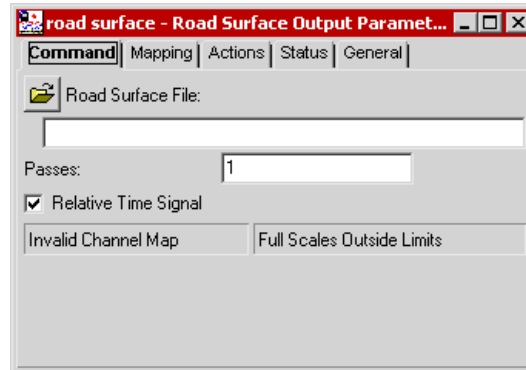 road surface - Road Surface Output Paramet...
Command Mapping Actions Status General
Road Surface File:
Passes: 1
Relative Time Signal
Invalid Channel Map Full Scales Outside Limits